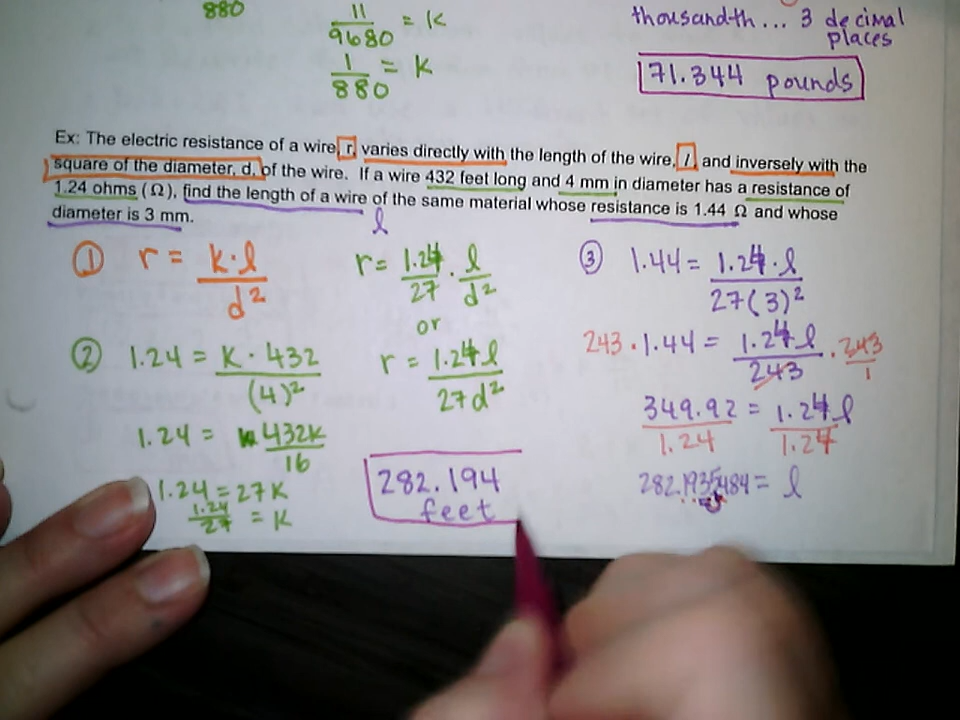 880
11/9680 = K
1/880 = K
thousandth ... 3 decimal
places
71.344 pounds
Ex: The electric resistance of a wire, r, varies directly with the length of the wire, l, and inversely with the
square of the diameter, d, of the wire. If a wire 432 feet long and 4 mm in diameter has a resistance of
1.24 ohms (Ω), find the length of a wire of the same material whose resistance is 1.44 Ω and whose
diameter is 3 mm.
l
① r = k·l/d²
② 1.24 = K·432/(4)²
1.24 = 432K/16
1.24 = 27K
1.24/27 = K
r = 1.24/27 · l/d²
or
r = 1.24l/27d²
282.194
feet
③ 1.44 = 1.24·l/27(3)²
243·1.44 = 1.24l/243 · 243/1
349.92/1.24 = 1.24l/1.24
282.1935484 = l